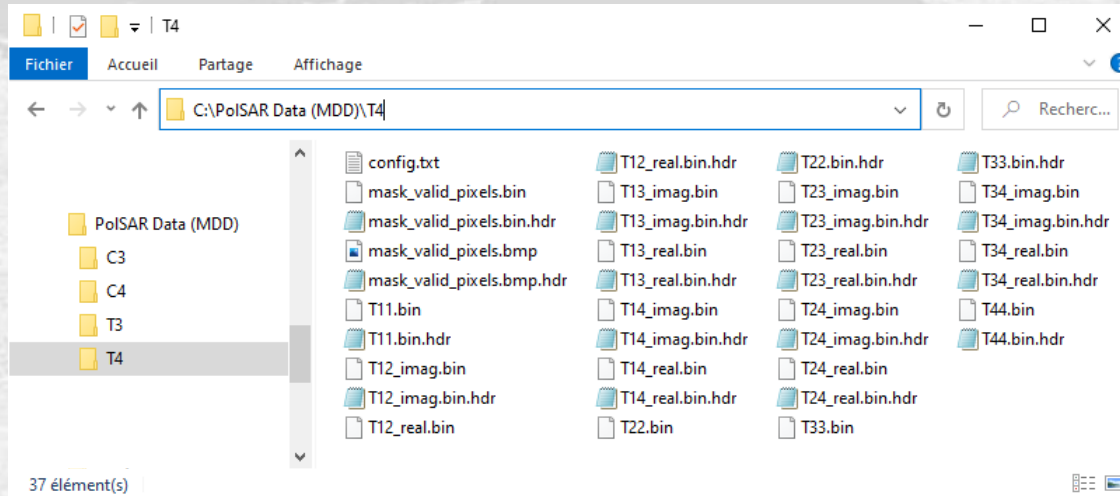 T4
Fichier Accueil Partage Affichage
C:\PolSAR Data (MDD)\T4 Recherc...
PolSAR Data (MDD)
C3
C4
T3
T4
config.txt
mask_valid_pixels.bin
mask_valid_pixels.bin.hdr
mask_valid_pixels.bmp
mask_valid_pixels.bmp.hdr
T11.bin
T11.bin.hdr
T12_imag.bin
T12_imag.bin.hdr
T12_real.bin
T12_real.bin.hdr
T13_imag.bin
T13_imag.bin.hdr
T13_real.bin
T13_real.bin.hdr
T14_imag.bin
T14_imag.bin.hdr
T14_real.bin
T14_real.bin.hdr
T22.bin
T22.bin.hdr
T23_imag.bin
T23_imag.bin.hdr
T23_real.bin
T23_real.bin.hdr
T24_imag.bin
T24_imag.bin.hdr
T24_real.bin
T24_real.bin.hdr
T33.bin
T33.bin.hdr
T34_imag.bin
T34_imag.bin.hdr
T34_real.bin
T34_real.bin.hdr
T44.bin
T44.bin.hdr
37 élément(s)